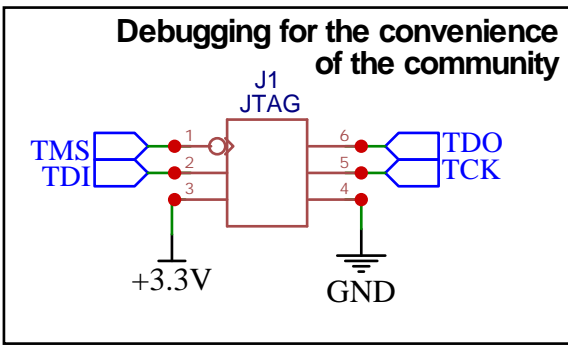 Debugging for the convenience
of the community
J1
JTAG
TMS 1 6 TDO
TDI 2 5 TCK
3 4
+3.3V GND